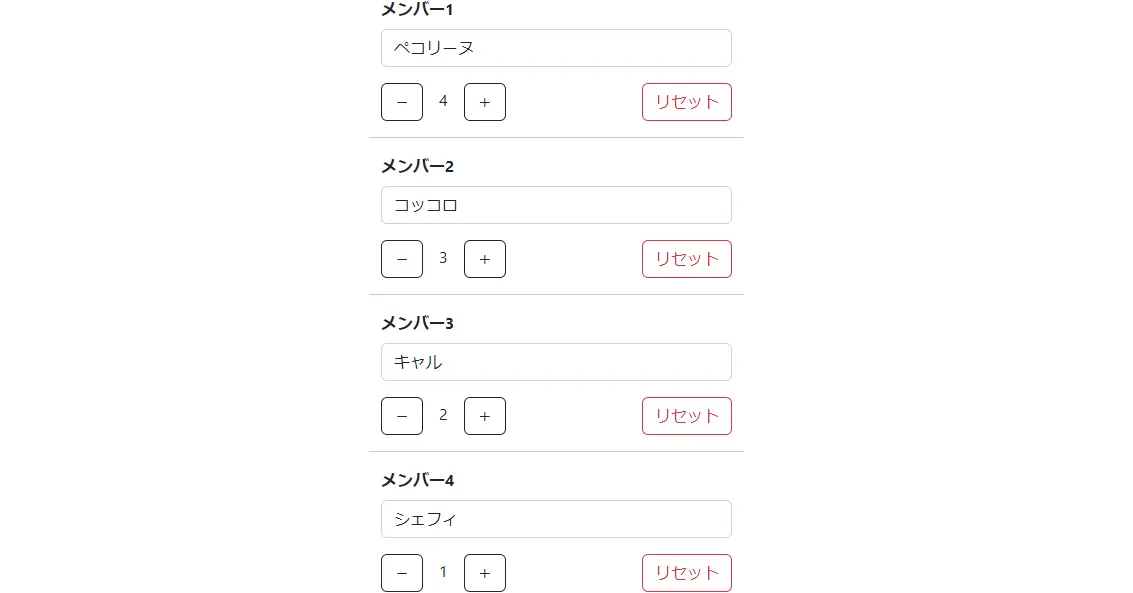 メンバー1
ペコリーヌ
− 4 + リセット
メンバー2
コッコロ
− 3 + リセット
メンバー3
キャル
− 2 + リセット
メンバー4
シェフィ
− 1 + リセット